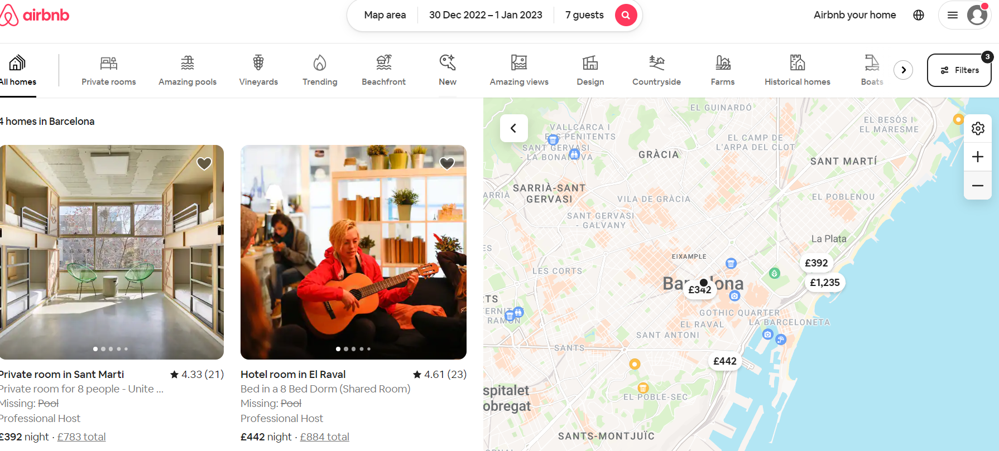 airbnb
Map area
30 Dec 2022 – 1 Jan 2023
7 guests
Airbnb your home
All homes
Private rooms
Amazing pools
Vineyards
Trending
Beachfront
New
Amazing views
Design
Countryside
Farms
Historical homes
Boats
3
Filters
4 homes in Barcelona
Private room in Sant Marti
4.33 (21)
Private room for 8 people - Unite ...
Missing: Pool
Professional Host
£392 night · £783 total
Hotel room in El Raval
4.61 (23)
Bed in a 8 Bed Dorm (Shared Room)
Missing: Pool
Professional Host
£442 night · £884 total
EL GUINARDÓ
EL BESÒS I
EL MARESME
VALLCARCA I
ELS PENITENTS
EL CAMP DE
L'ARPA DEL CLOT
SANT GERVASI
- LA BONANOVA
GRÀCIA
SANT MARTÍ
SARRIÀ-SANT
GERVASI
ARRIÀ
VILA DE GRÀCIA
EL POBLENOU
SANT GERVASI
- GALVANY
La Plata
ES
EIXAMPLE
£392
LES CORTS
£1,235
Barcelona
£342
TS
GOTHIC QUARTER
ERNIT
RAMON
EL RAVAL
LA BARCELONETA
SANT ANTONI
SANTS
£442
spitalet
obregat
EL POBLE-SEC
SANTS-MONTJUÏC